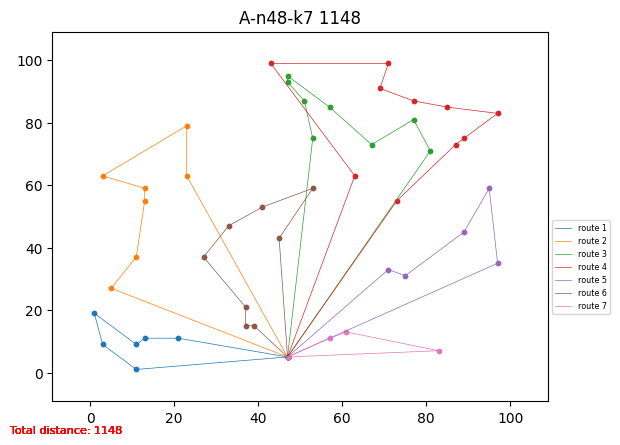 A-n48-k7 1148
100
80
60
40
20
0
0 20 40 60 80 100
route 1
route 2
route 3
route 4
route 5
route 6
route 7
Total distance: 1148